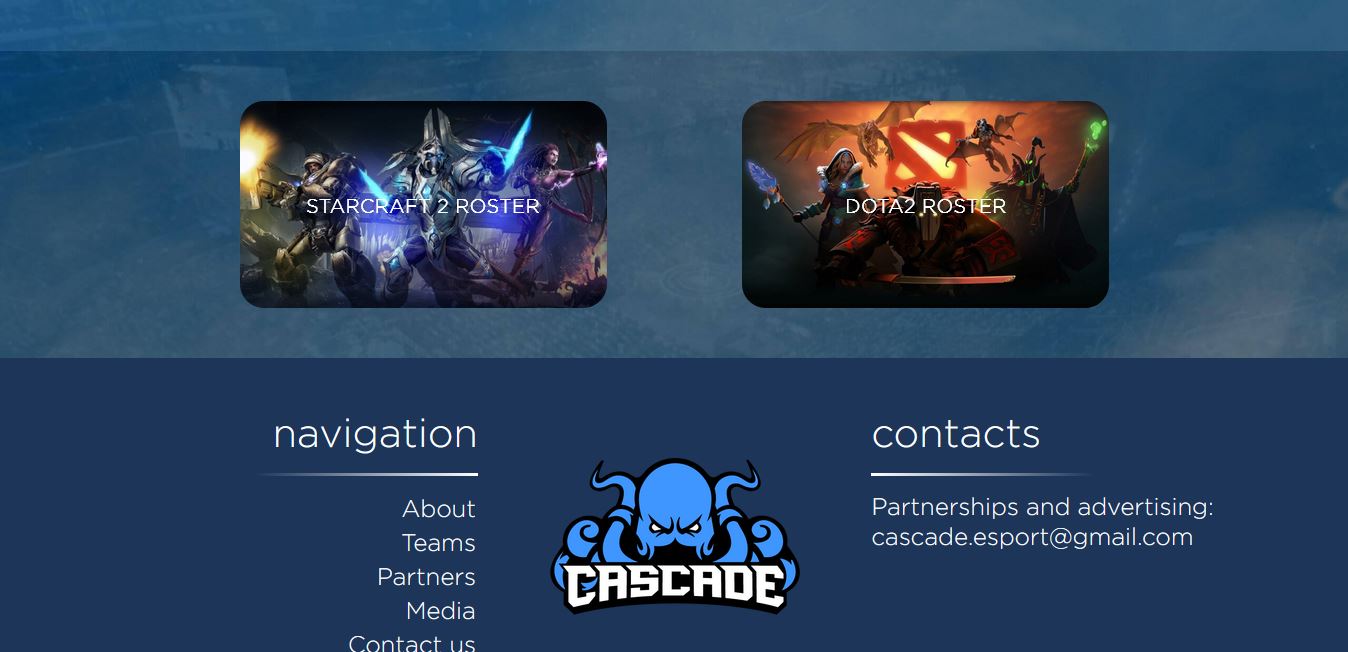 STARCRAFT 2 ROSTER
DOTA2 ROSTER
navigation
About
Teams
Partners
Media
Contact us
CASCADE
contacts
Partnerships and advertising:
cascade.esport@gmail.com